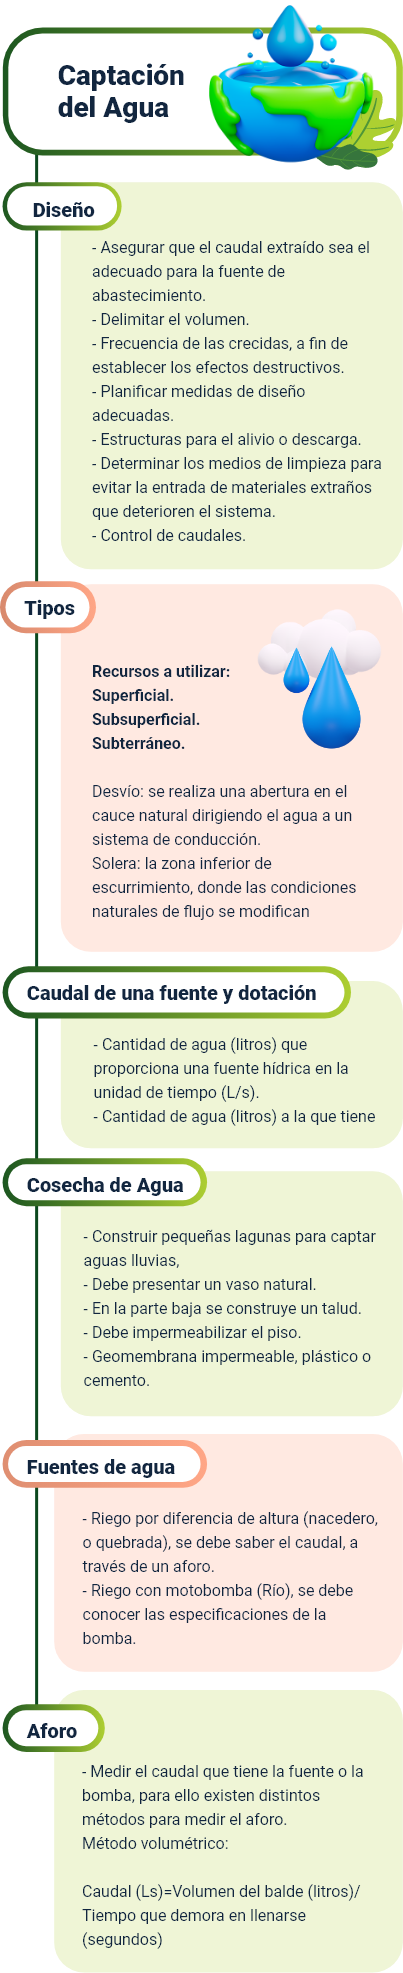 Captación
del Agua
Diseño
- Asegurar que el caudal extraído sea el
adecuado para la fuente de
abastecimiento.
- Delimitar el volumen.
- Frecuencia de las crecidas, a fin de
establecer los efectos destructivos.
- Planificar medidas de diseño
adecuadas.
- Estructuras para el alivio o descarga.
- Determinar los medios de limpieza para
evitar la entrada de materiales extraños
que deterioren el sistema.
- Control de caudales.
Tipos
Recursos a utilizar:
Superficial.
Subsuperficial.
Subterráneo.
Desvío: se realiza una abertura en el
cauce natural dirigiendo el agua a un
sistema de conducción.
Solera: la zona inferior de
escurrimiento, donde las condiciones
naturales de flujo se modifican
Caudal de una fuente y dotación
- Cantidad de agua (litros) que
proporciona una fuente hídrica en la
unidad de tiempo (L/s).
- Cantidad de agua (litros) a la que tiene
Cosecha de Agua
- Construir pequeñas lagunas para captar
aguas lluvias,
- Debe presentar un vaso natural.
- En la parte baja se construye un talud.
- Debe impermeabilizar el piso.
- Geomembrana impermeable, plástico o
cemento.
Fuentes de agua
- Riego por diferencia de altura (nacedero,
o quebrada), se debe saber el caudal, a
través de un aforo.
- Riego con motobomba (Río), se debe
conocer las especificaciones de la
bomba.
Aforo
- Medir el caudal que tiene la fuente o la
bomba, para ello existen distintos
métodos para medir el aforo.
Método volumétrico:
Caudal (Ls)=Volumen del balde (litros)/
Tiempo que demora en llenarse
(segundos)